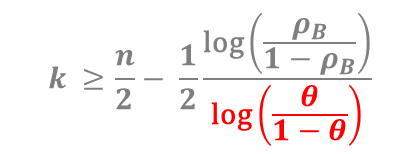 k ≥ n/2 − 1/2 log(ρ_B/(1 − ρ_B))/log(θ/(1 − θ))